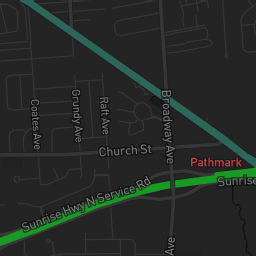 Coates Ave
Grundy Ave
Raft Ave
Broadway Ave
Church St
Pathmark
Sunrise
Sunrise Hwy N Service Rd
Ave